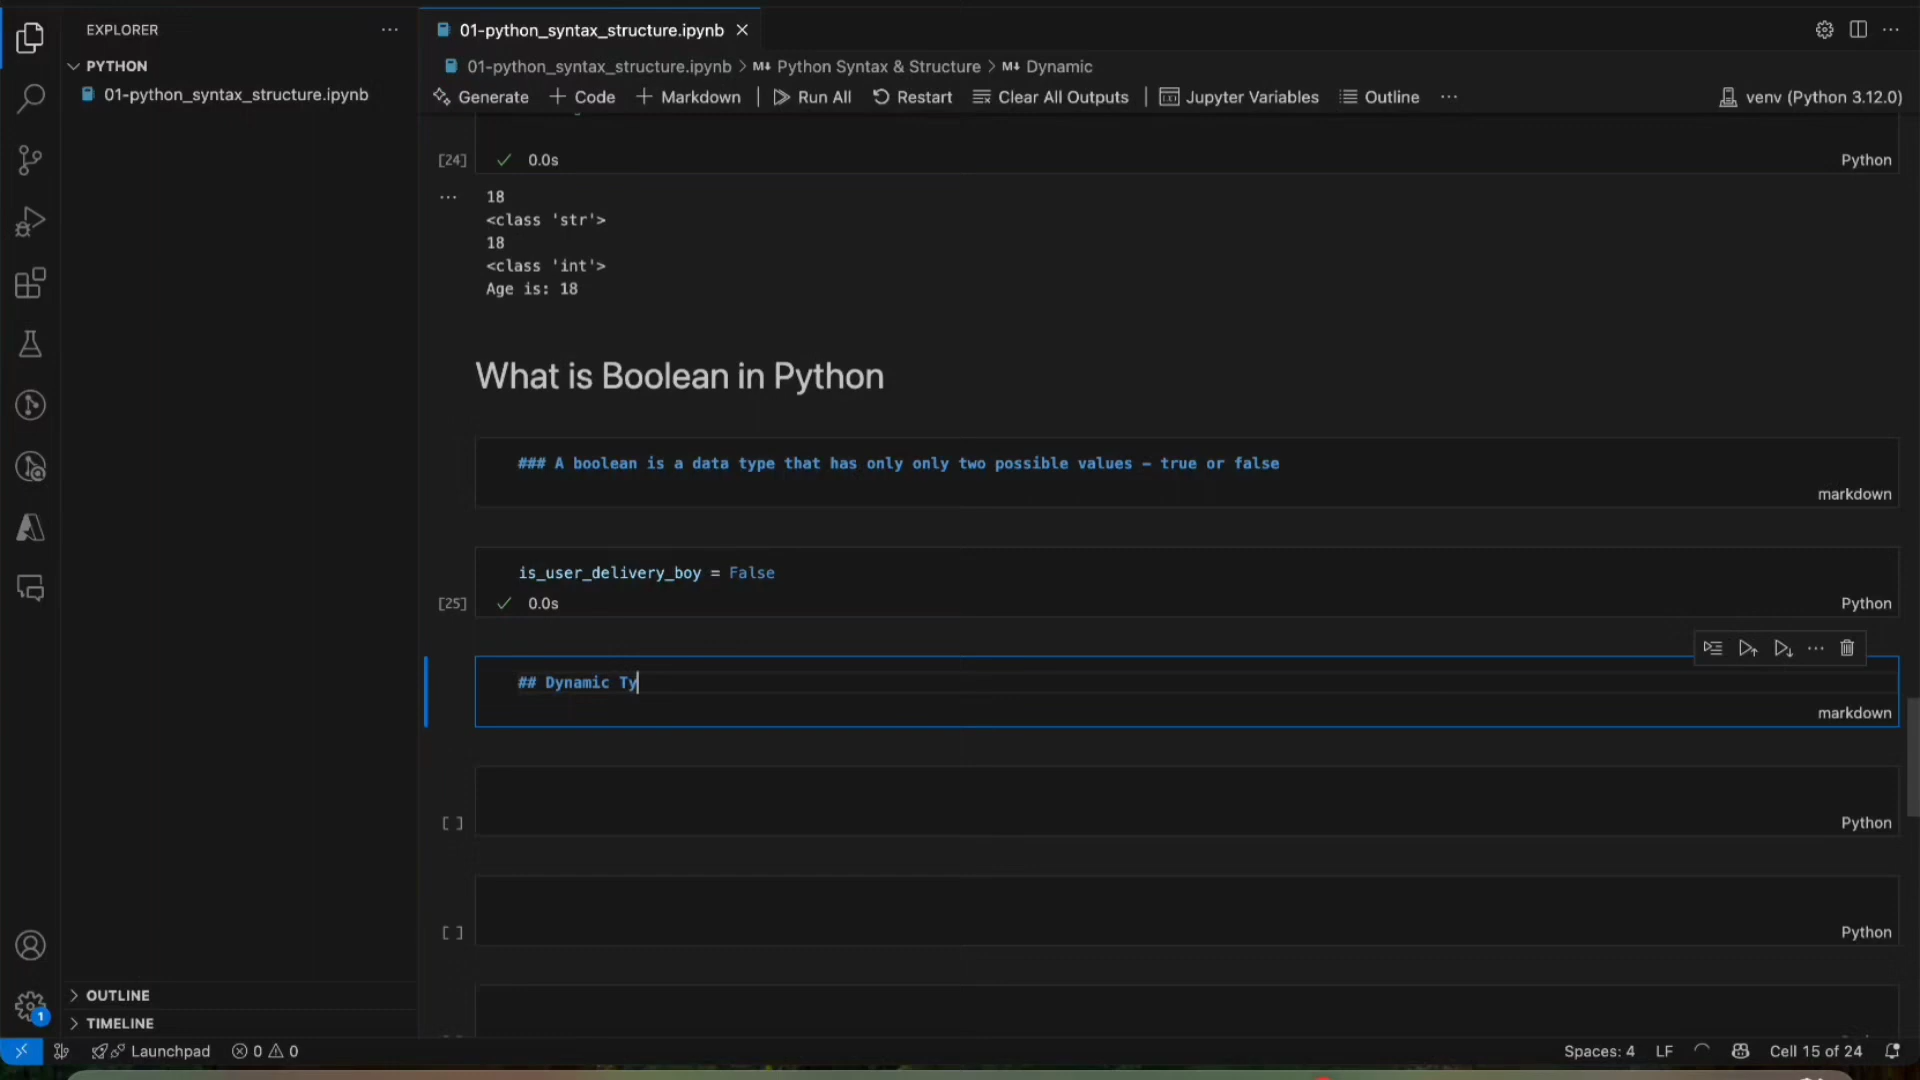 EXPLORER
PYTHON
01-python_syntax_structure.ipynb
1
OUTLINE
TIMELINE
01-python_syntax_structure.ipynb
01-python_syntax_structure.ipynb > M↓ Python Syntax & Structure > M↓ Dynamic
Generate + Code + Markdown | Run All Restart Clear All Outputs | Jupyter Variables Outline ··· venv (Python 3.12.0)
[24] ✓ 0.0s Python
18
<class 'str'>
18
<class 'int'>
Age is: 18
What is Boolean in Python
### A boolean is a data type that has only only two possible values - true or false
markdown
is_user_delivery_boy = False
[25] ✓ 0.0s Python
## Dynamic Ty
markdown
[ ] Python
[ ] Python
Launchpad 0 0 Spaces: 4 LF Cell 15 of 24